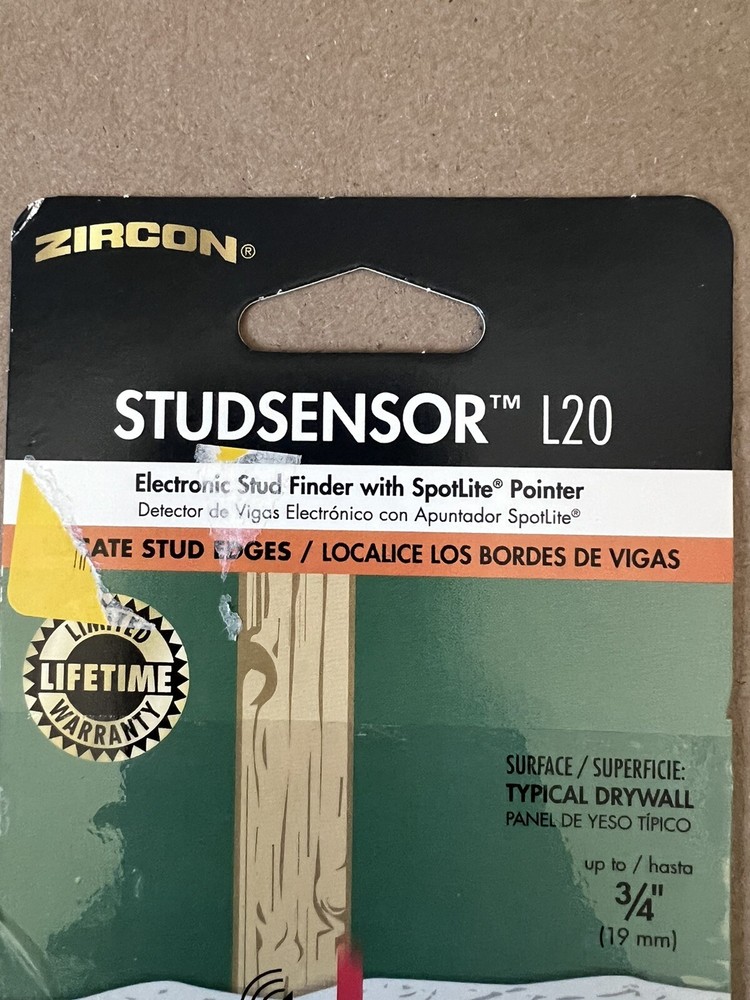 ZIRCON®
STUDSENSOR™ L20
Electronic Stud Finder with SpotLite® Pointer
Detector de Vigas Electrónico con Apuntador SpotLite®
STUD EDGES / LOCALICE LOS BORDES DE VIGAS
LIMITED
LIFETIME
WARRANTY
SURFACE / SUPERFICIE:
TYPICAL DRYWALL
PANEL DE YESO TÍPICO
up to / hasta
3/4"
(19 mm)